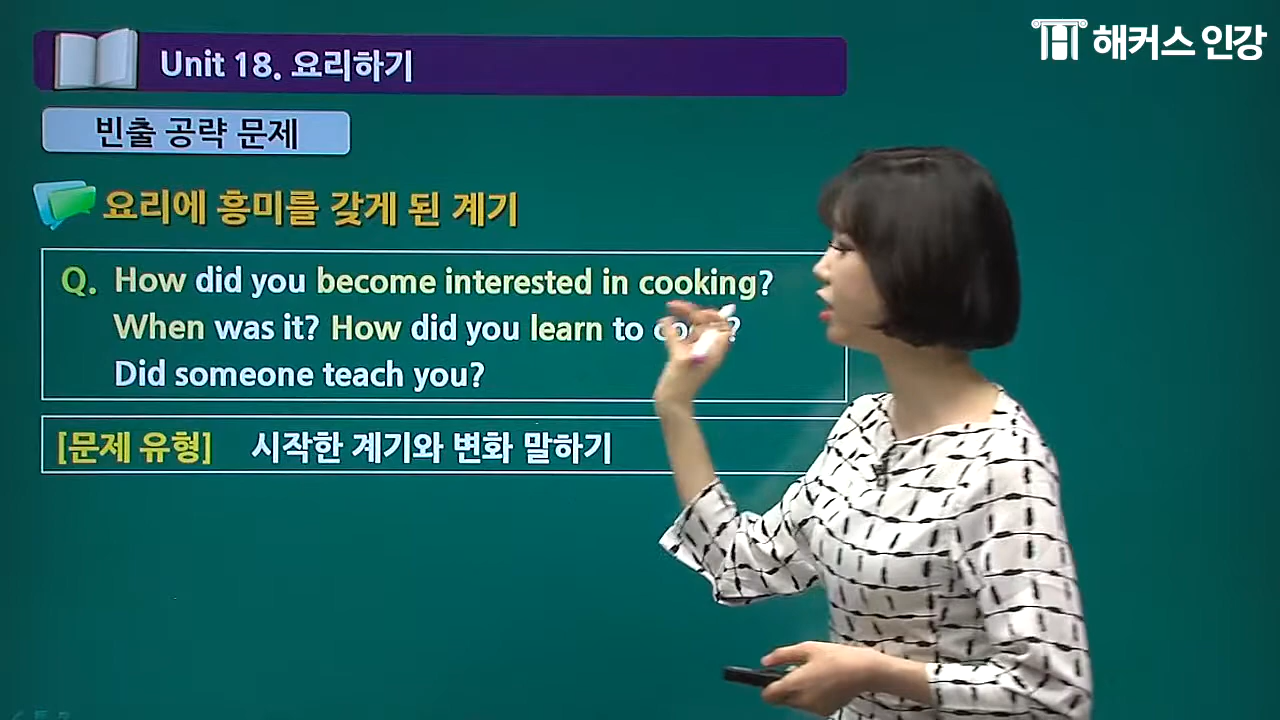 해커스 인강
Unit 18. 요리하기
빈출 공략 문제
요리에 흥미를 갖게 된 계기
Q. How did you become interested in cooking?
When was it? How did you learn to
Did someone teach you?
[문제 유형] 시작한 계기와 변화 말하기